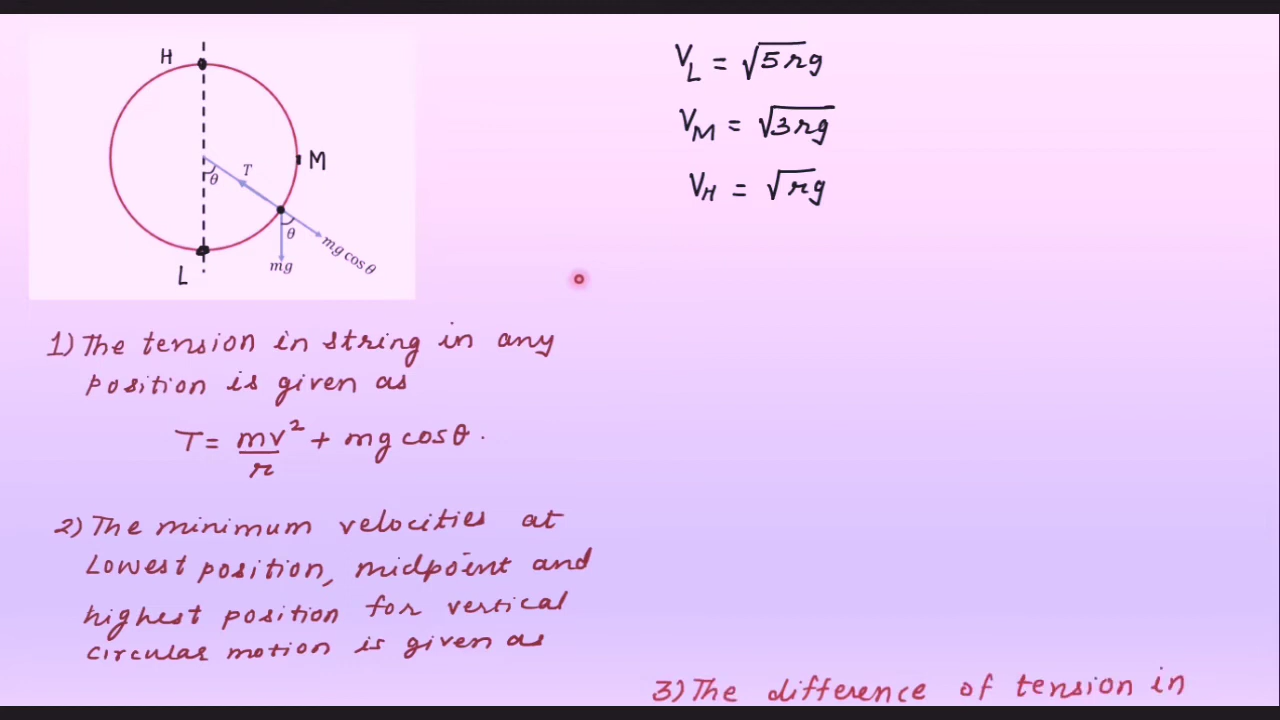 H
M
T
θ
θ
mg cos θ
L
mg
V_L = √5rg
V_M = √3rg
V_H = √rg
1) The tension in string in any
position is given as
T = mv²/r + mg cosθ.
2) The minimum velocities at
Lowest position, midpoint and
highest position for vertical
circular motion is given as
3) The difference of tension in